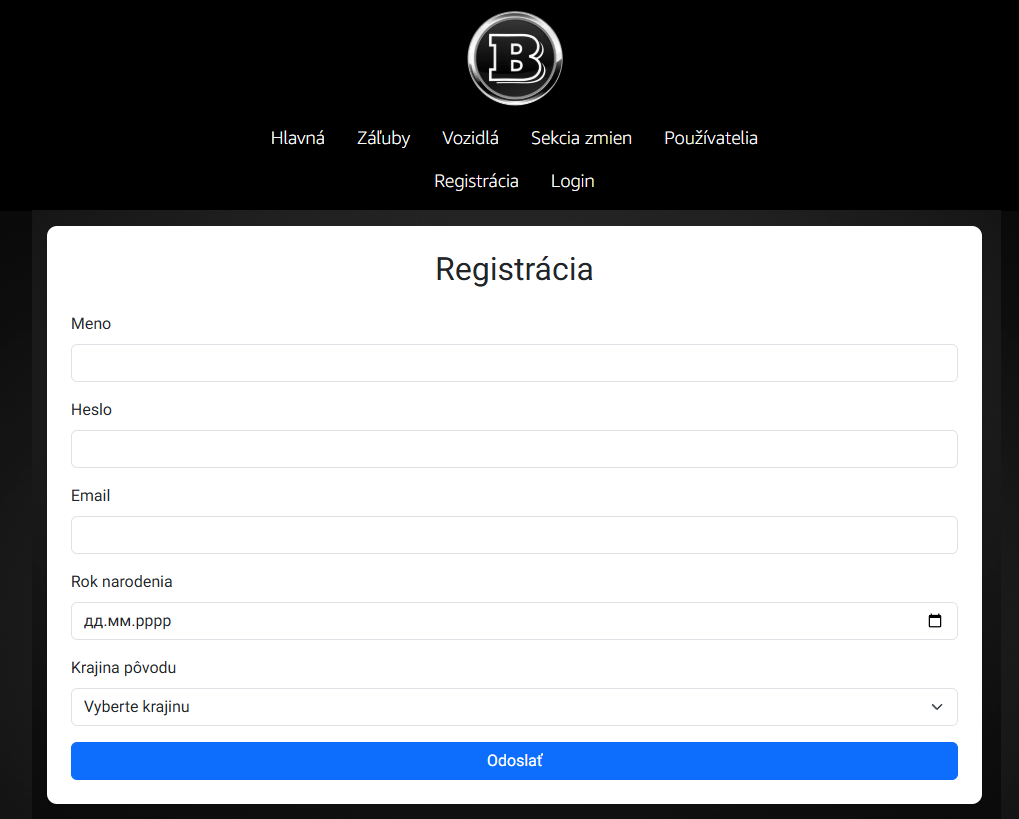 B
Hlavná Záľuby Vozidlá Sekcia zmien Používatelia
Registrácia Login
Registrácia
Meno
Heslo
Email
Rok narodenia
дд.мм.рррр
Krajina pôvodu
Vyberte krajinu
Odoslať